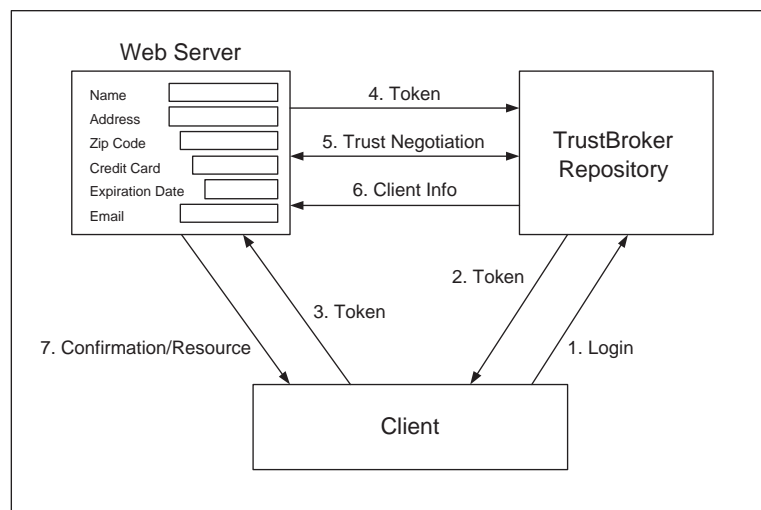 Web Server
Name
Address
Zip Code
Credit Card
Expiration Date
Email
4. Token
5. Trust Negotiation
6. Client Info
TrustBroker
Repository
2. Token
3. Token
7. Confirmation/Resource
1. Login
Client